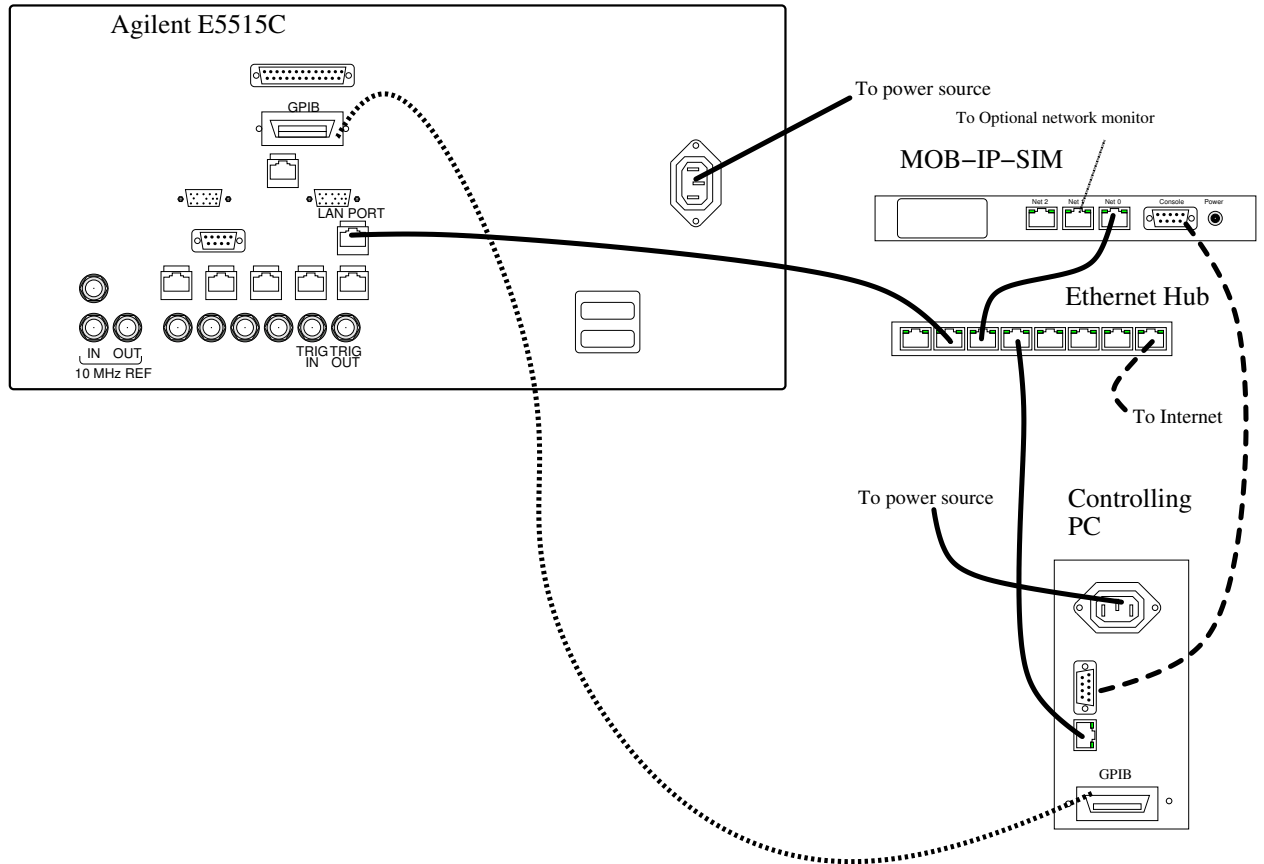 Agilent E5515C
GPIB
LAN PORT
IN OUT
10 MHz REF
TRIG TRIG
IN OUT
To power source
To Optional network monitor
MOB−IP−SIM
Net 2 Net 1 Net 0 Console Power
Ethernet Hub
To Internet
To power source
Controlling
PC
GPIB